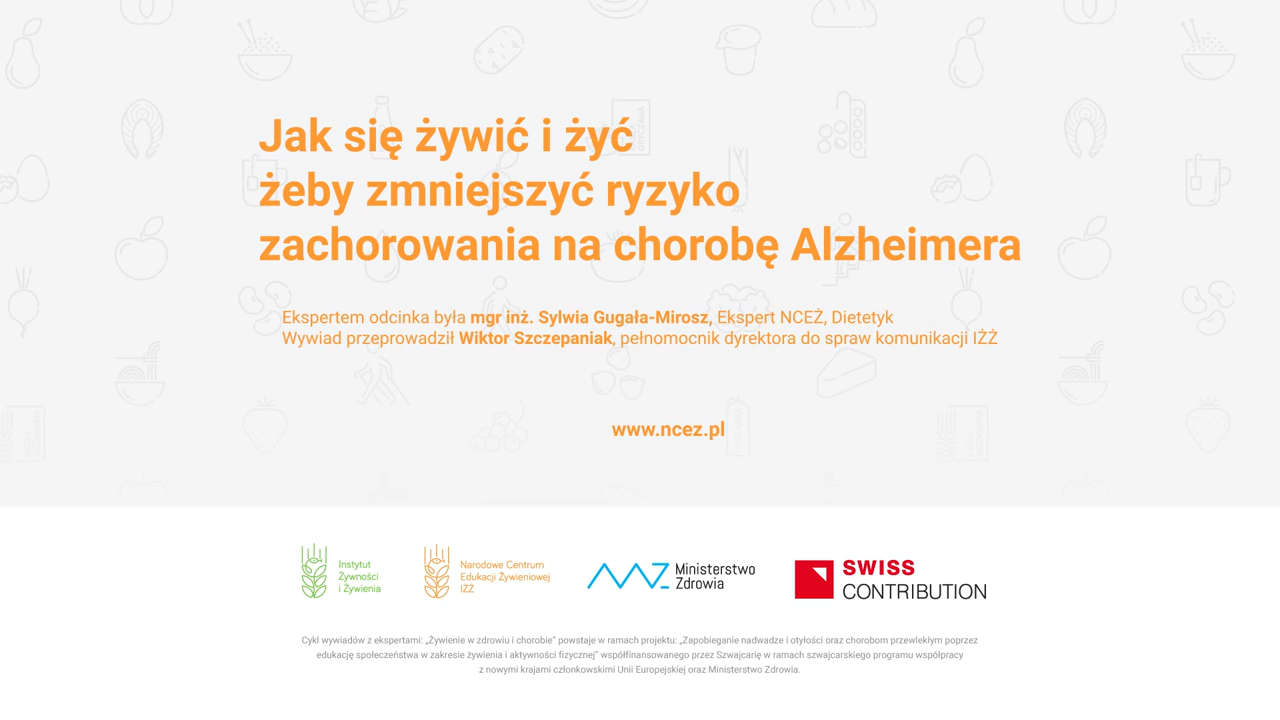 Jak się żywić i żyć
żeby zmniejszyć ryzyko
zachorowania na chorobę Alzheimera
Ekspertem odcinka była mgr inż. Sylwia Gugała-Mirosz, Ekspert NCEŻ, Dietetyk
Wywiad przeprowadził Wiktor Szczepaniak, pełnomocnik dyrektora do spraw komunikacji IŻŻ
www.ncez.pl
Instytut
Żywności
i Żywienia
Narodowe Centrum
Edukacji Żywieniowej
IŻŻ
Ministerstwo
Zdrowia
SWISS
CONTRIBUTION
Cykl wywiadów z ekspertami: „Żywienie w zdrowiu i chorobie” powstaje w ramach projektu: „Zapobieganie nadwadze i otyłości oraz chorobom przewlekłym poprzez
edukację społeczeństwa w zakresie żywienia i aktywności fizycznej” współfinansowanego przez Szwajcarię w ramach szwajcarskiego programu współpracy
z nowymi krajami członkowskimi Unii Europejskiej oraz Ministerstwo Zdrowia.